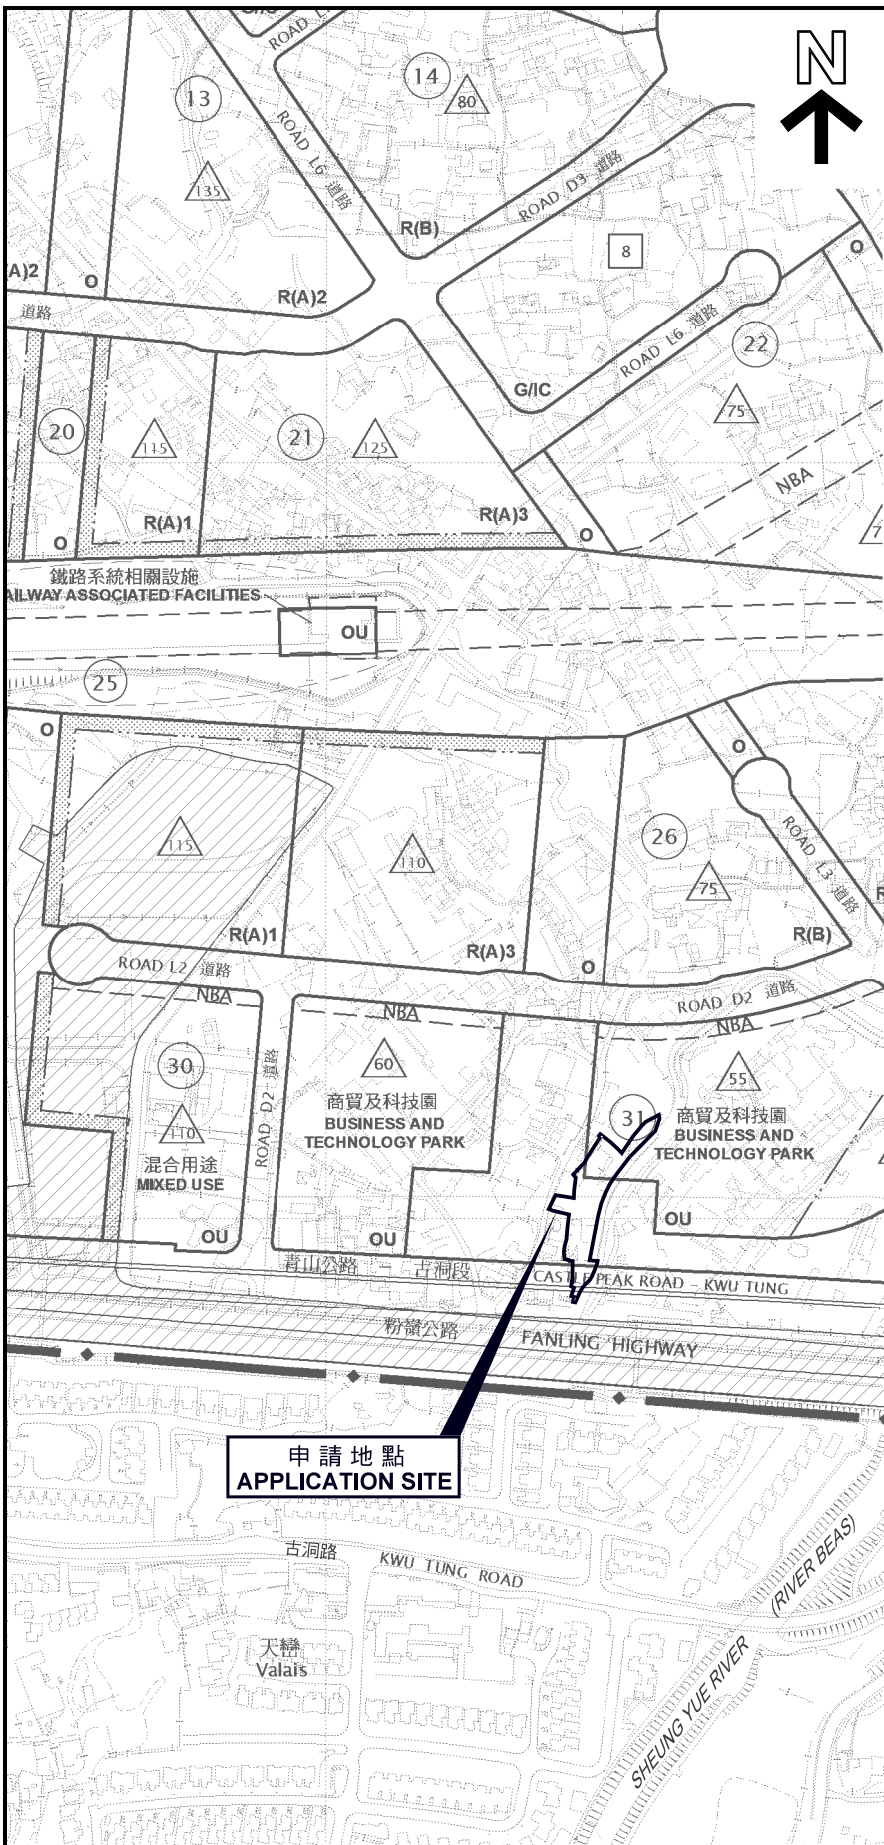 G/IC
N
ROAD L
14
80
13
135
ROAD L6 道路
ROAD D3 道路
R(B)
8
O
(A)2
O
R(A)2
道路
ROAD L6 道路
22
75
G/IC
20
115
21
125
NBA
R(A)1
R(A)3
O
O
鐵路系統相關設施
AILWAY ASSOCIATED FACILITIES
OU
25
O
O
115
110
26
75
ROAD L3 道路
R(A)1
R(A)3
R(B)
ROAD L2 道路
O
ROAD D2 道路
NBA
NBA
NBA
30
60
55
ROAD D2 道路
商貿及科技園
BUSINESS AND
TECHNOLOGY PARK
31
商貿及科技園
BUSINESS AND
TECHNOLOGY PARK
110
混合用途
MIXED USE
OU
OU
OU
青山公路 – 古洞段
CASTLE PEAK ROAD – KWU TUNG
粉嶺公路
FANLING HIGHWAY
申請地點
APPLICATION SITE
古洞路
KWU TUNG ROAD
(RIVER BEAS)
天巒
Valais
SHEUNG YUE RIVER